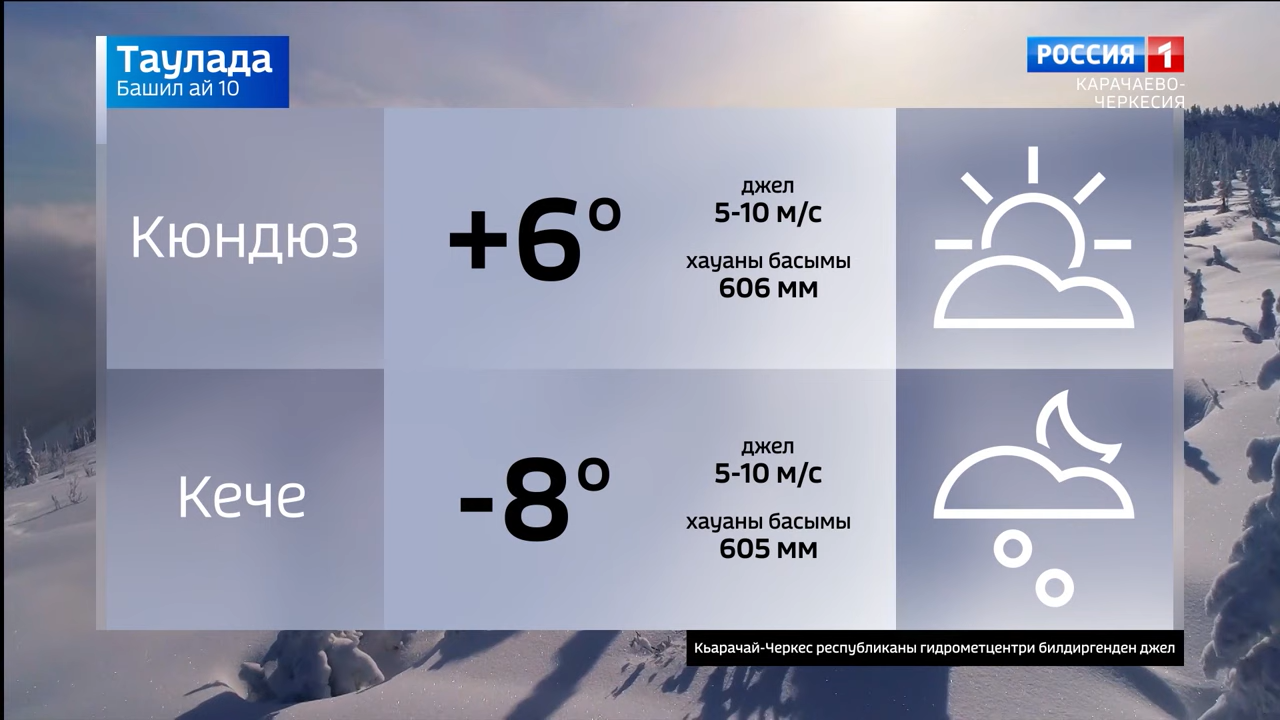 Таулада
Башил ай 10
РОССИЯ 1
КАРАЧАЕВО-
ЧЕРКЕСИЯ
Кюндюз
+6°
джел
5-10 м/с
хауаны басымы
606 мм
Кече
-8°
джел
5-10 м/с
хауаны басымы
605 мм
Кьарачай-Черкес республиканы гидрометцентри билдиргенден джел